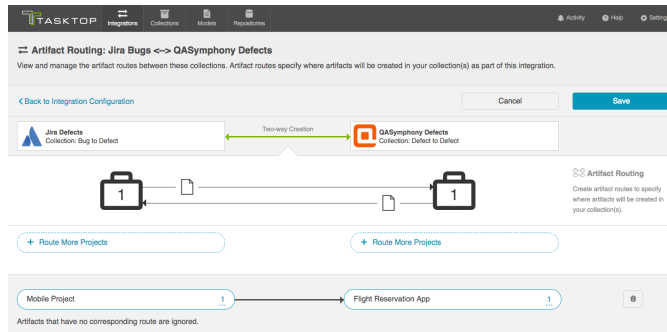 TASKTOP
Integrations
Collections
Models
Repositories
Activity
Help
Settings
Artifact Routing: Jira Bugs <--> QASymphony Defects
View and manage the artifact routes between these collections. Artifact routes specify where artifacts will be created in your collection(s) as part of this integration.
Back to Integration Configuration
Cancel
Save
Jira Defects
Collection: Bug to Defect
Two-way Creation
QASymphony Defects
Collection: Defect to Defect
1
1
Artifact Routing
Create artifact routes to specify
where artifacts will be created in
your collection(s).
+ Route More Projects
+ Route More Projects
Mobile Project
1
Flight Reservation App
1
Artifacts that have no corresponding route are ignored.